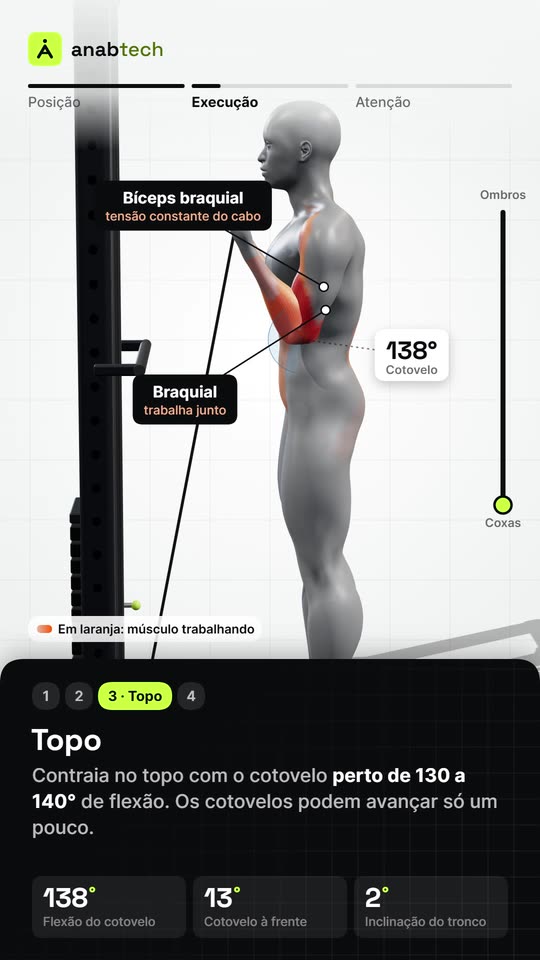 anabtech
Posição
Execução
Atenção
Ombros
Bíceps braquial
tensão constante do cabo
138°
Cotovelo
Braquial
trabalha junto
Coxas
Em laranja: músculo trabalhando
1
2
3 · Topo
4
Topo
Contraia no topo com o cotovelo perto de 130 a
140° de flexão. Os cotovelos podem avançar só um
pouco.
138°
Flexão do cotovelo
13°
Cotovelo à frente
2°
Inclinação do tronco